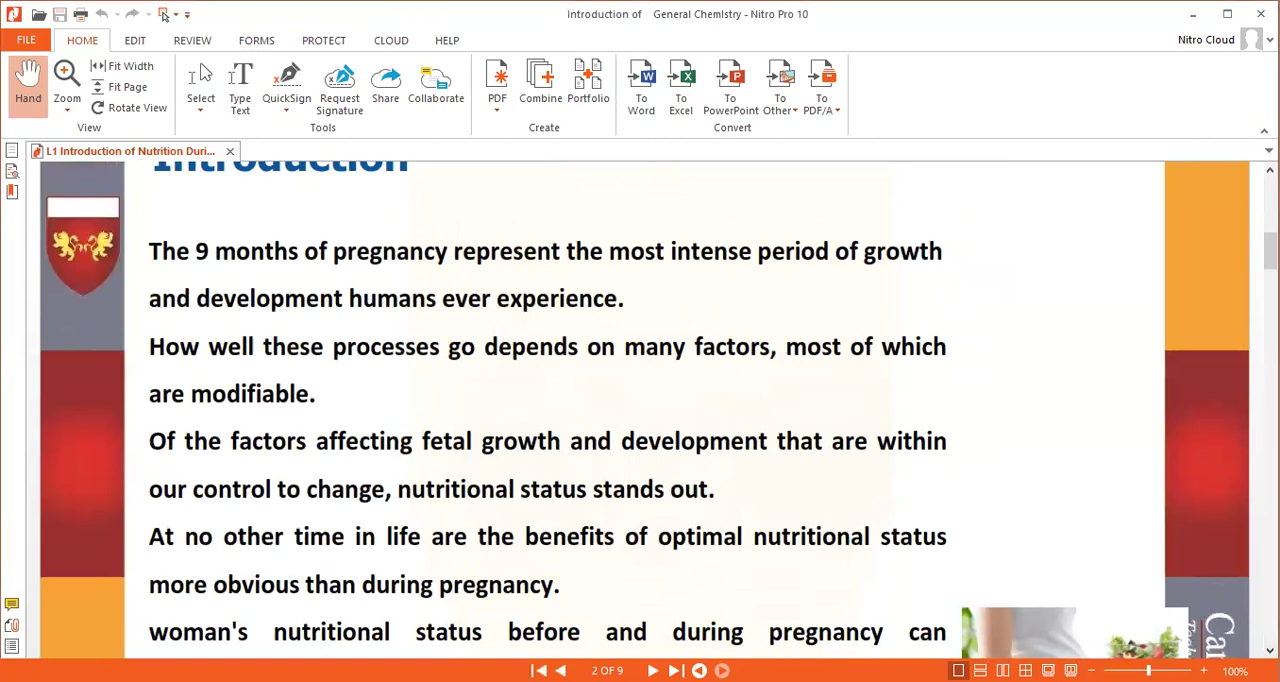 Introduction of General Chemlstry - Nitro Pro 10
FILE HOME EDIT REVIEW FORMS PROTECT CLOUD HELP
Nitro Cloud
Hand
Zoom
Fit Width
Fit Page
Rotate View
View
Select
Type Text
QuickSign
Request Signature
Share
Collaborate
Tools
PDF
Combine
Portfolio
Create
To Word
To Excel
To PowerPoint
To Other
To PDF/A
Convert
L1 Introduction of Nutrition Duri...
Introduction
The 9 months of pregnancy represent the most intense period of growth
and development humans ever experience.
How well these processes go depends on many factors, most of which
are modifiable.
Of the factors affecting fetal growth and development that are within
our control to change, nutritional status stands out.
At no other time in life are the benefits of optimal nutritional status
more obvious than during pregnancy.
woman's nutritional status before and during pregnancy can
2 OF 9
100%